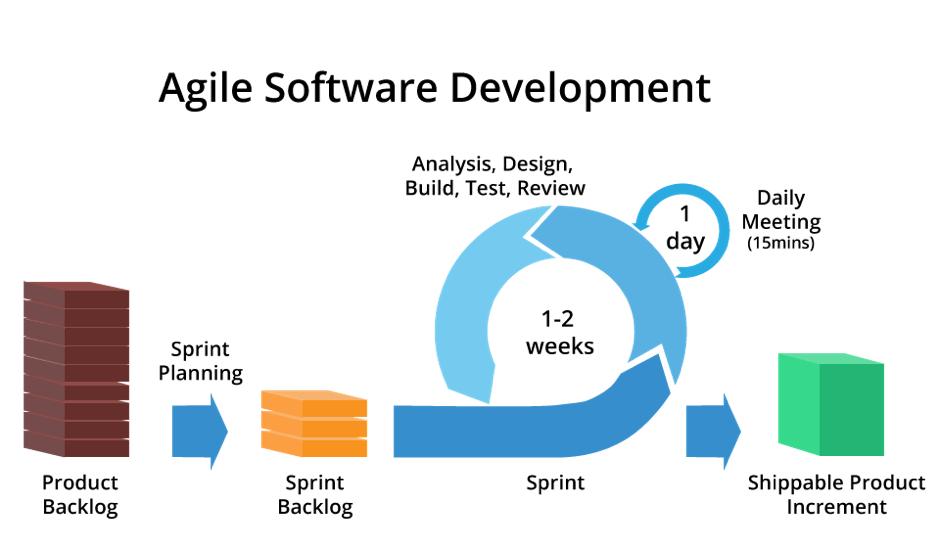 Agile Software Development
Analysis, Design,
Build, Test, Review
1
day
Daily
Meeting
(15mins)
1-2
weeks
Sprint
Planning
Product
Backlog
Sprint
Backlog
Sprint
Shippable Product
Increment